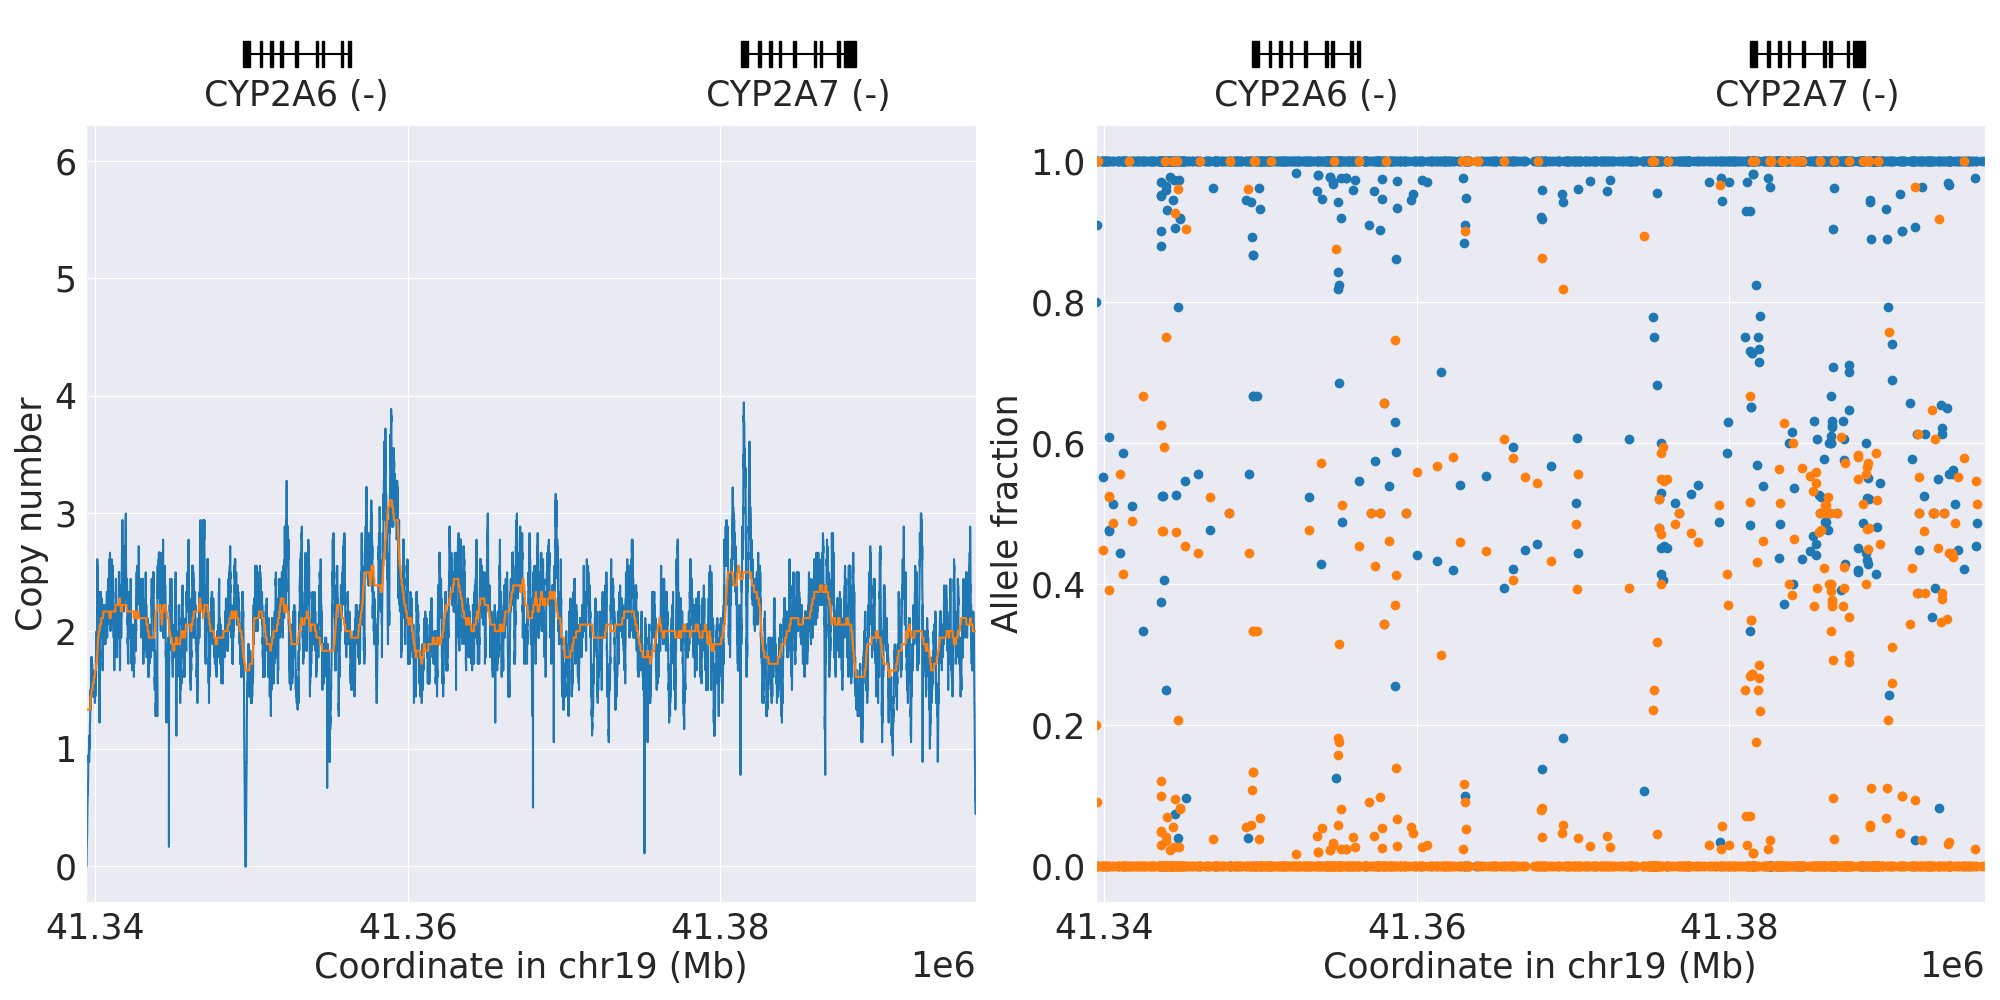 CYP2A6 (-) CYP2A7 (-)
6
5
4
3
2
1
0
Copy number
41.34 41.36 41.38
Coordinate in chr19 (Mb) 1e6
CYP2A6 (-) CYP2A7 (-)
1.0
0.8
0.6
0.4
0.2
0.0
Allele fraction
41.34 41.36 41.38
Coordinate in chr19 (Mb) 1e6